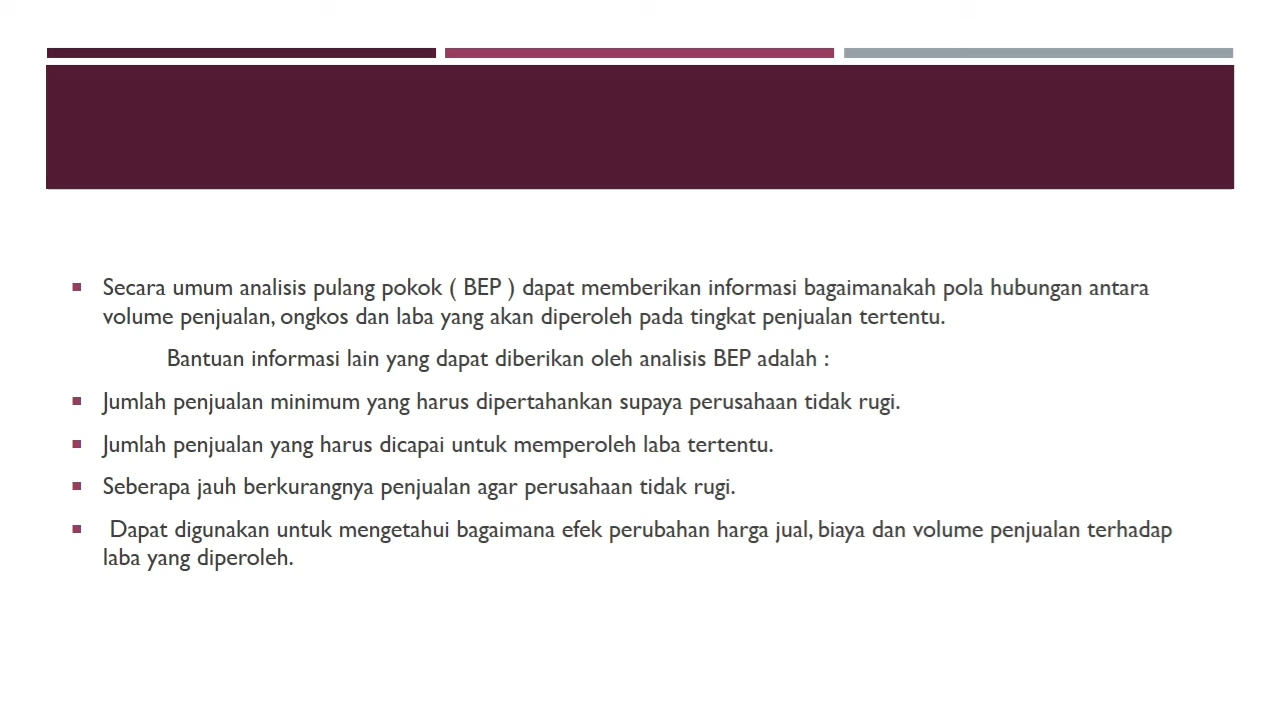 Secara umum analisis pulang pokok ( BEP ) dapat memberikan informasi bagaimanakah pola hubungan antara
volume penjualan, ongkos dan laba yang akan diperoleh pada tingkat penjualan tertentu.
Bantuan informasi lain yang dapat diberikan oleh analisis BEP adalah :
Jumlah penjualan minimum yang harus dipertahankan supaya perusahaan tidak rugi.
Jumlah penjualan yang harus dicapai untuk memperoleh laba tertentu.
Seberapa jauh berkurangnya penjualan agar perusahaan tidak rugi.
Dapat digunakan untuk mengetahui bagaimana efek perubahan harga jual, biaya dan volume penjualan terhadap
laba yang diperoleh.